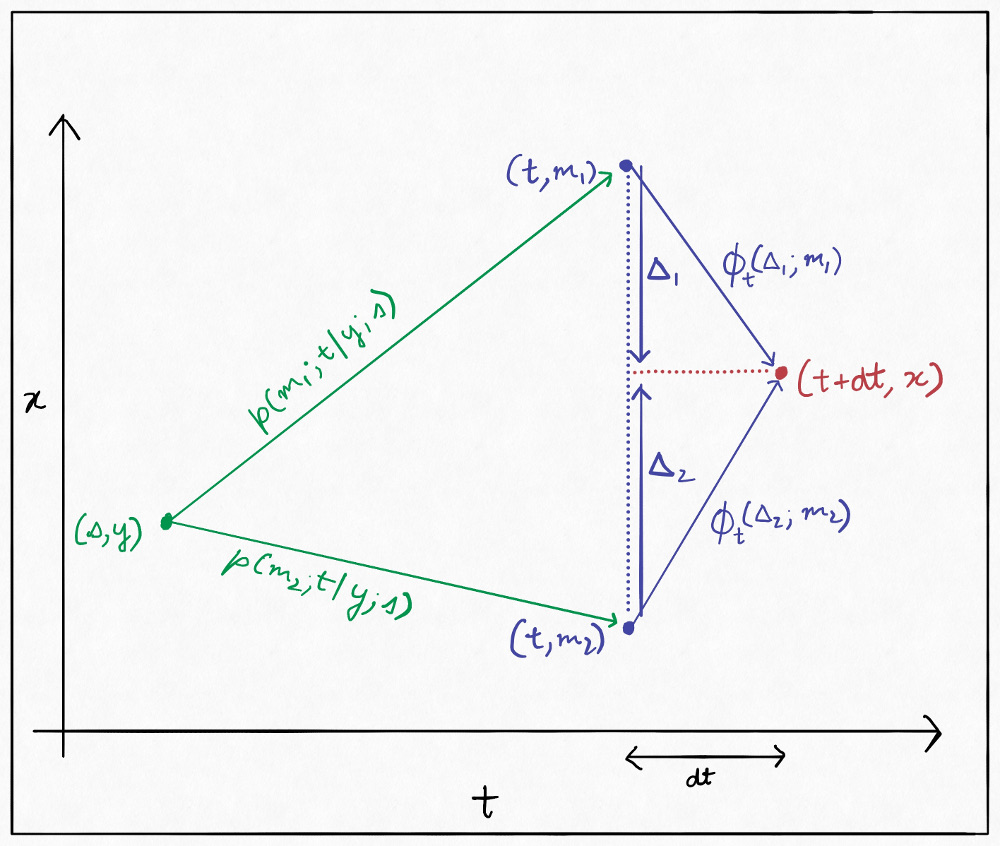 (t, m₁)
Δ₁
ϕₜ(Δ₁; m₁)
p(m₁; t/y; s)
x
(t+dt, x)
Δ₂
(s, y)
ϕₜ(Δ₂; m₂)
p(m₂; t/y; s)
(t, m₂)
dt
t